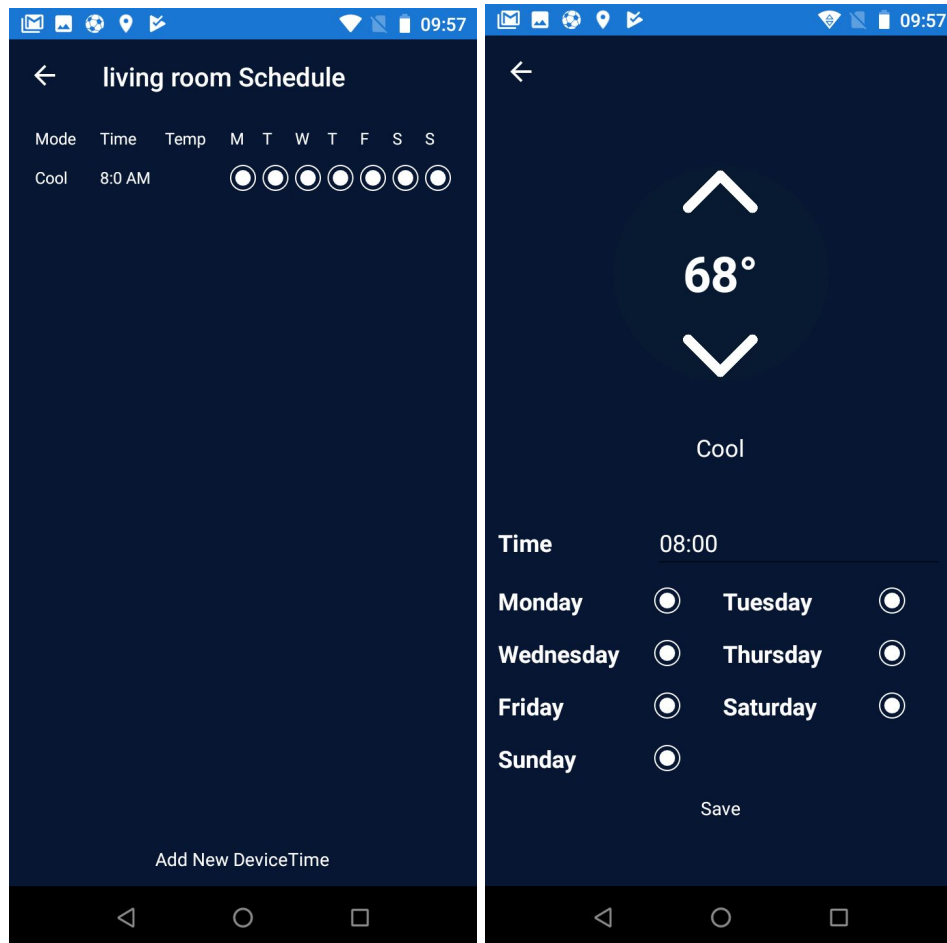 09:57
living room Schedule
Mode Time Temp M T W T F S S
Cool 8:0 AM
Add New DeviceTime
09:57
68°
Cool
Time 08:00
Monday Tuesday
Wednesday Thursday
Friday Saturday
Sunday
Save